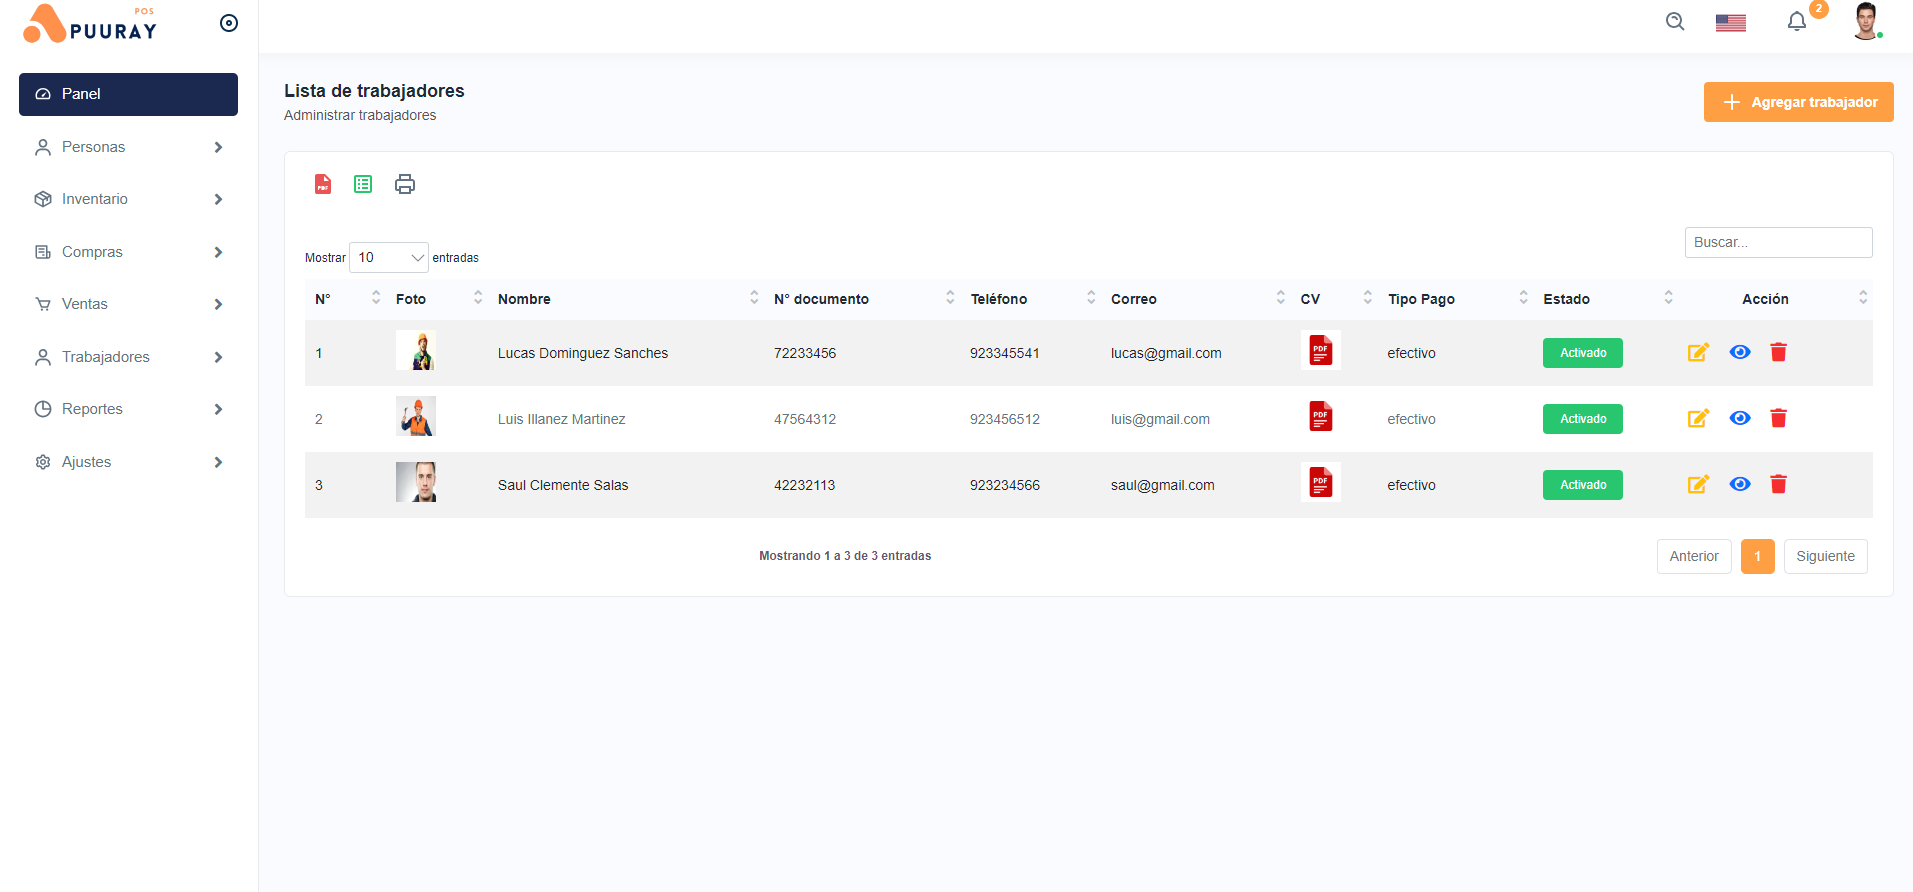 POS
PUURAY
2
Panel
Personas
Inventario
Compras
Ventas
Trabajadores
Reportes
Ajustes
Lista de trabajadores
Administrar trabajadores
Agregar trabajador
PDF
Mostrar 10 entradas
Buscar...
N° Foto Nombre N° documento Teléfono Correo CV Tipo Pago Estado Acción
1 Lucas Dominguez Sanches 72233456 923345541 lucas@gmail.com PDF efectivo Activado
2 Luis Illanez Martinez 47564312 923456512 luis@gmail.com PDF efectivo Activado
3 Saul Clemente Salas 42232113 923234566 saul@gmail.com PDF efectivo Activado
Mostrando 1 a 3 de 3 entradas
Anterior 1 Siguiente